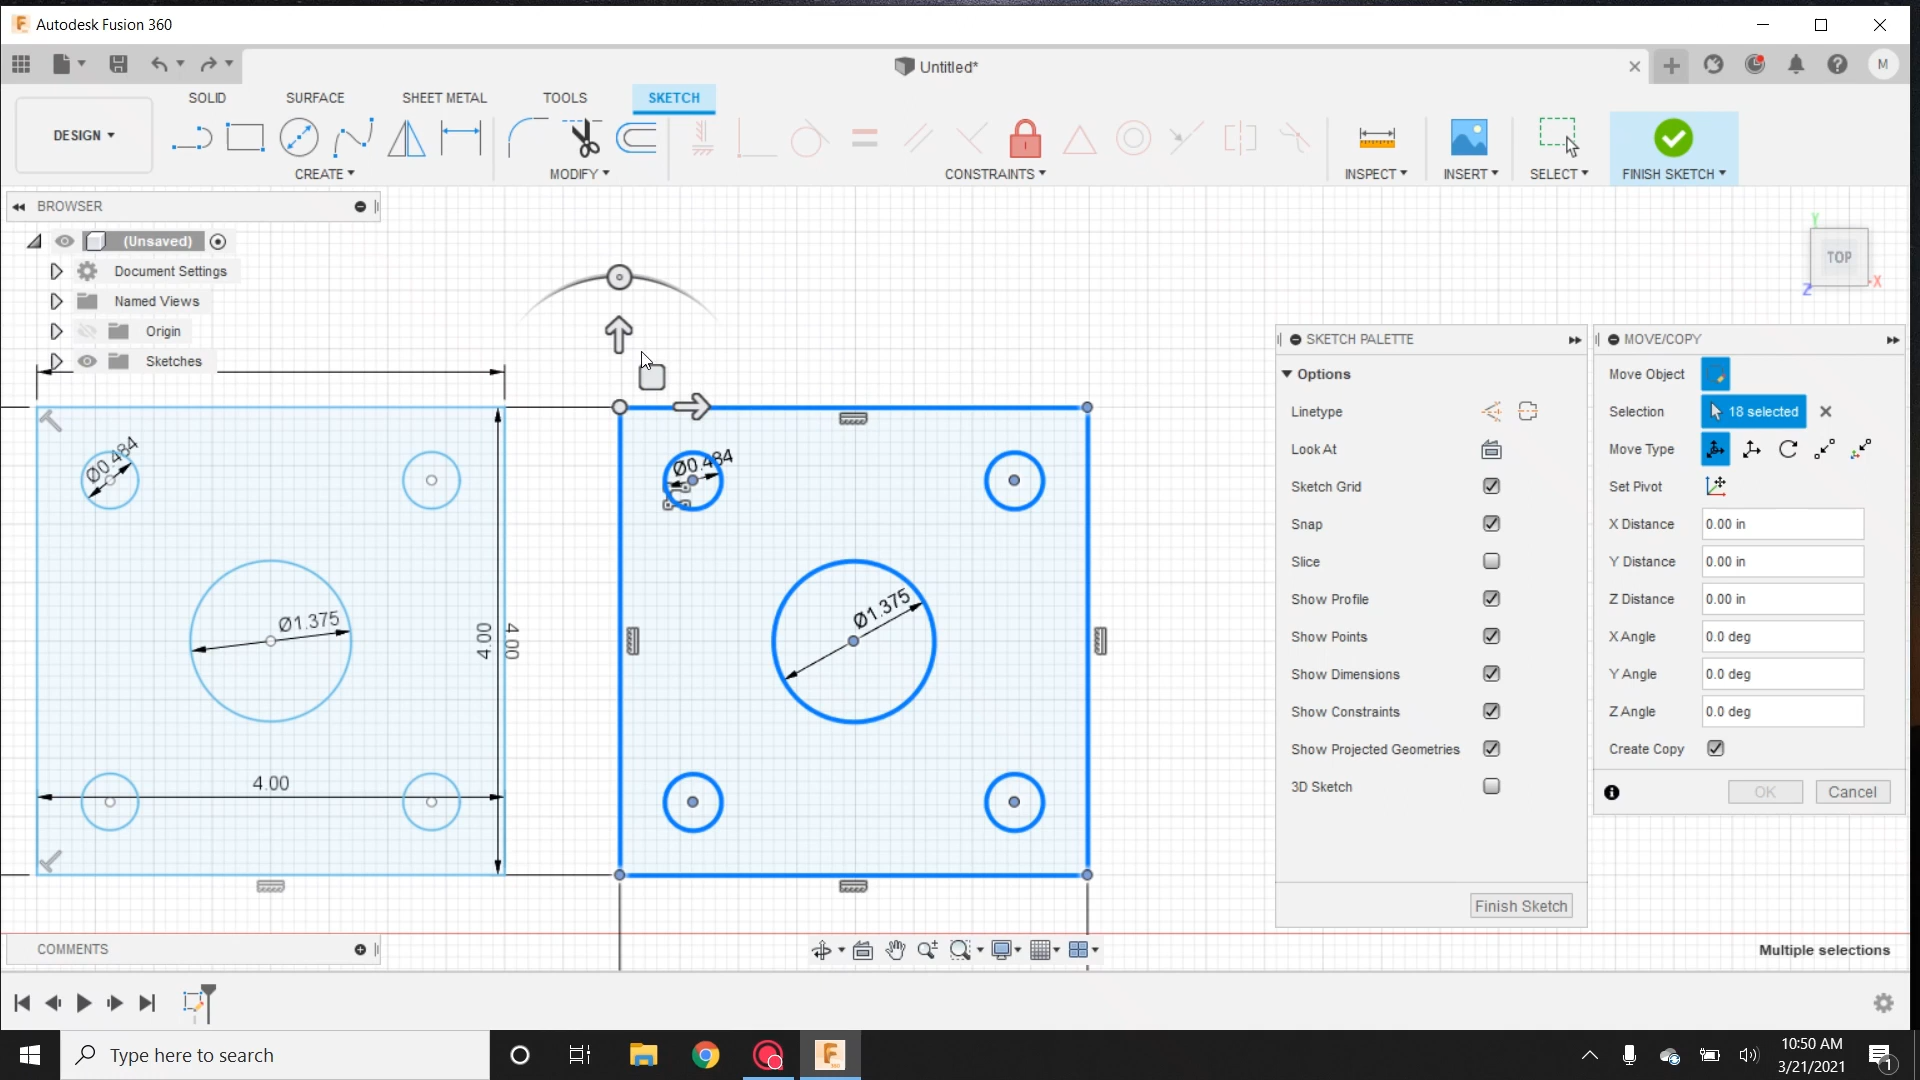 Autodesk Fusion 360
Untitled*
M
SOLID
SURFACE
SHEET METAL
TOOLS
SKETCH
DESIGN
CREATE
MODIFY
CONSTRAINTS
INSPECT
INSERT
SELECT
FINISH SKETCH
BROWSER
(Unsaved)
Document Settings
Named Views
Origin
Sketches
Y
TOP
X
Z
Ø0.484
Ø1.375
4.00
4.00
4.00
Ø0.484
Ø1.375
SKETCH PALETTE
Options
Linetype
Look At
Sketch Grid
Snap
Slice
Show Profile
Show Points
Show Dimensions
Show Constraints
Show Projected Geometries
3D Sketch
Finish Sketch
MOVE/COPY
Move Object
Selection 18 selected
Move Type
Set Pivot
X Distance 0.00 in
Y Distance 0.00 in
Z Distance 0.00 in
X Angle 0.0 deg
Y Angle 0.0 deg
Z Angle 0.0 deg
Create Copy
OK Cancel
COMMENTS
Multiple selections
Type here to search
10:50 AM
3/21/2021
1